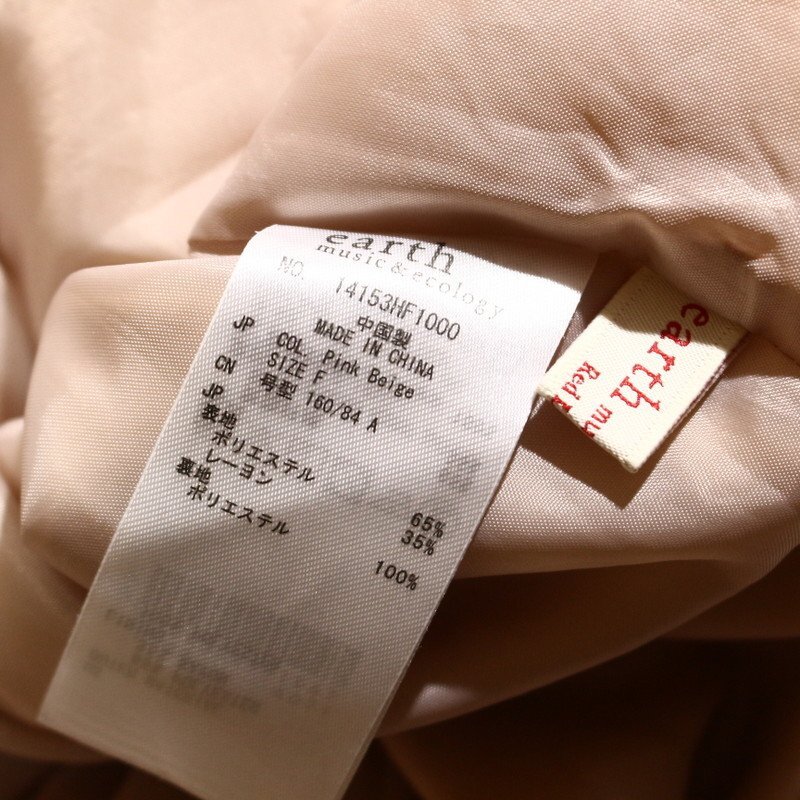 earth
music & ecology
NO. 14153HF1000
中国製
MADE IN CHINA
COL. Pink Beige
JP SIZE F
CN 母型 160/84 A
JP
表地
ポリエステル 65%
レーヨン 35%
裏地
ポリエステル 100%
earth mu
Red